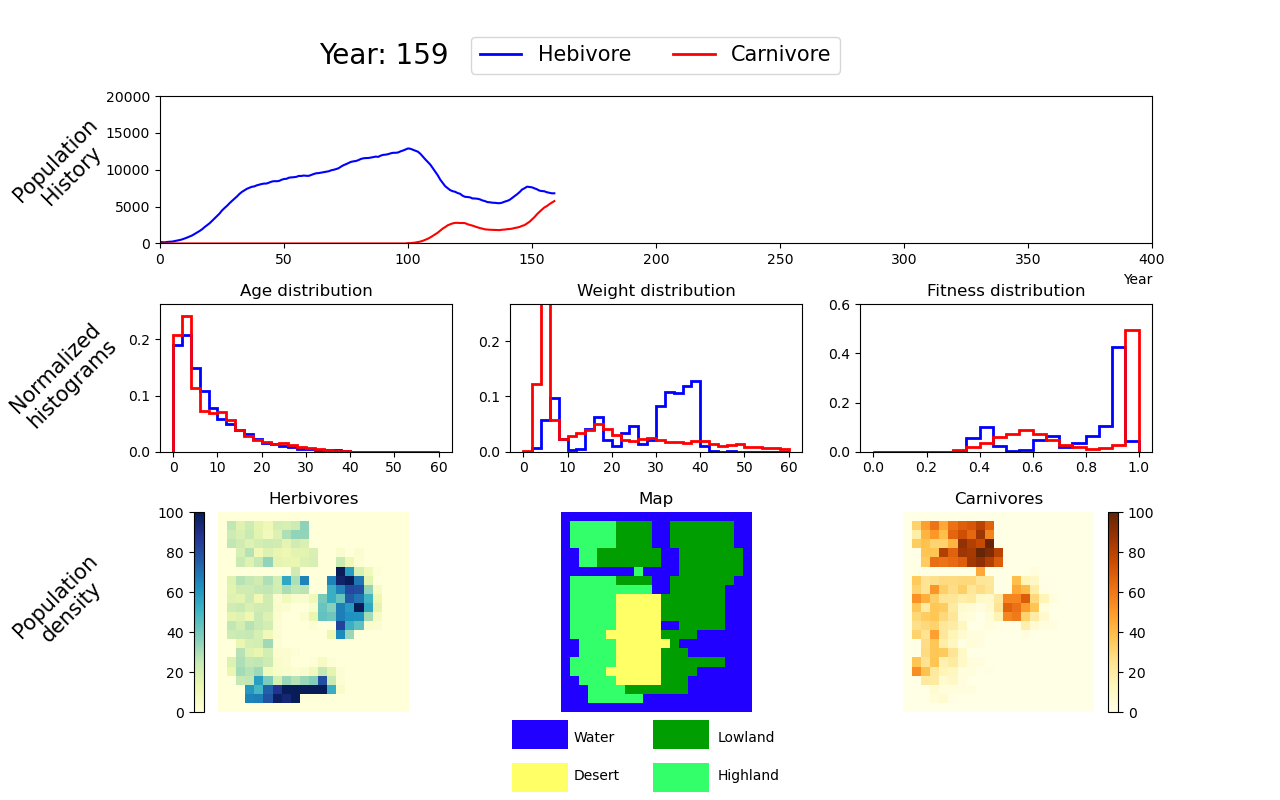 Year: 159
Hebivore
Carnivore
Population
History
20000
15000
10000
5000
0
0 50 100 150 200 250 300 350 400
Year
Normalized
histograms
Age distribution
0.2
0.1
0.0
0 10 20 30 40 50 60
Weight distribution
0.2
0.1
0.0
0 10 20 30 40 50 60
Fitness distribution
0.6
0.4
0.2
0.0
0.0 0.2 0.4 0.6 0.8 1.0
Population
density
Herbivores
100
80
60
40
20
0
Map
Carnivores
100
80
60
40
20
0
Water
Lowland
Desert
Highland